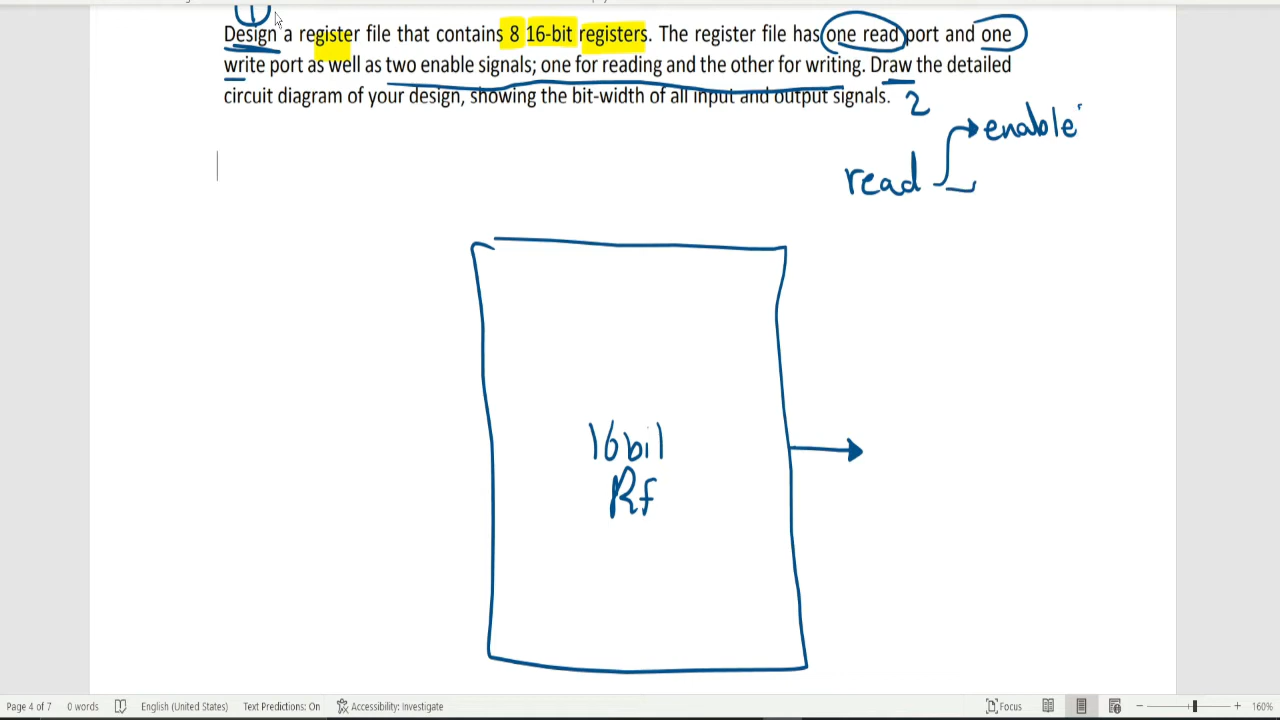 1
Design a register file that contains 8 16-bit registers. The register file has one read port and one
write port as well as two enable signals; one for reading and the other for writing. Draw the detailed
circuit diagram of your design, showing the bit-width of all input and output signals.
2
enable
read
16bit
Rf
Page 4 of 7 0 words English (United States) Text Predictions: On Accessibility: Investigate Focus 160%